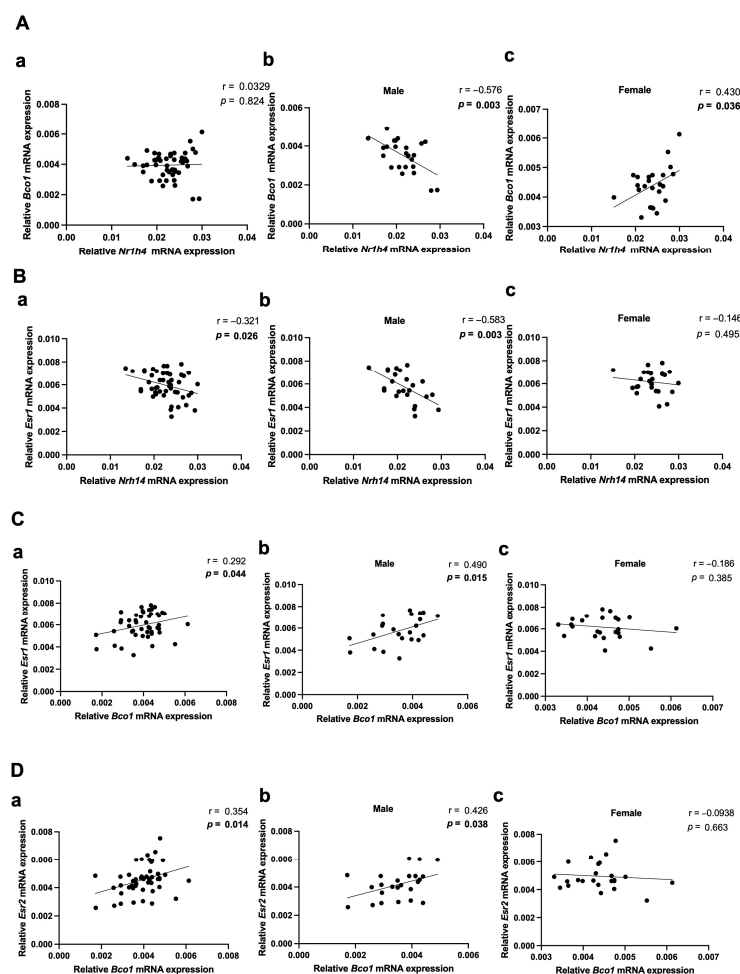 A
a
r = 0.0329
p = 0.824
Relative Bco1 mRNA expression
0.008
0.006
0.004
0.002
0.000
0.00 0.01 0.02 0.03 0.04
Relative Nr1h4 mRNA expression
b
Male
r = −0.576
p = 0.003
Relative Bco1 mRNA expression
0.006
0.004
0.002
0.000
0.00 0.01 0.02 0.03 0.04
Relative Nr1h4 mRNA expression
c
Female
r = 0.430
p = 0.036
Relative Bco1 mRNA expression
0.007
0.006
0.005
0.004
0.003
0.00 0.01 0.02 0.03 0.04
Relative Nr1h4 mRNA expression
B
a
r = −0.321
p = 0.026
Relative Esr1 mRNA expression
0.010
0.008
0.006
0.004
0.002
0.000
0.00 0.01 0.02 0.03 0.04
Relative Nrh14 mRNA expression
b
Male
r = −0.583
p = 0.003
Relative Esr1 mRNA expression
0.010
0.008
0.006
0.004
0.002
0.000
0.00 0.01 0.02 0.03 0.04
Relative Nrh14 mRNA expression
c
Female
r = −0.146
p = 0.495
Relative Esr1 mRNA expression
0.010
0.008
0.006
0.004
0.002
0.000
0.00 0.01 0.02 0.03 0.04
Relative Nrh14 mRNA expression
C
a
r = 0.292
p = 0.044
Relative Esr1 mRNA expression
0.010
0.008
0.006
0.004
0.002
0.000
0.000 0.002 0.004 0.006 0.008
Relative Bco1 mRNA expression
b
Male
r = 0.490
p = 0.015
Relative Esr1 mRNA expression
0.010
0.008
0.006
0.004
0.002
0.000
0.000 0.002 0.004 0.006
Relative Bco1 mRNA expression
c
Female
r = −0.186
p = 0.385
Relative Esr1 mRNA expression
0.010
0.008
0.006
0.004
0.002
0.000
0.003 0.004 0.005 0.006 0.007
Relative Bco1 mRNA expression
D
a
r = 0.354
p = 0.014
Relative Esr2 mRNA expression
0.008
0.006
0.004
0.002
0.000
0.000 0.002 0.004 0.006 0.008
Relative Bco1 mRNA expression
b
Male
r = 0.426
p = 0.038
Relative Esr2 mRNA expression
0.008
0.006
0.004
0.002
0.000
0.000 0.002 0.004 0.006
Relative Bco1 mRNA expression
c
Female
r = −0.0938
p = 0.663
Relative Esr2 mRNA expression
0.008
0.006
0.004
0.002
0.000
0.003 0.004 0.005 0.006 0.007
Relative Bco1 mRNA expression